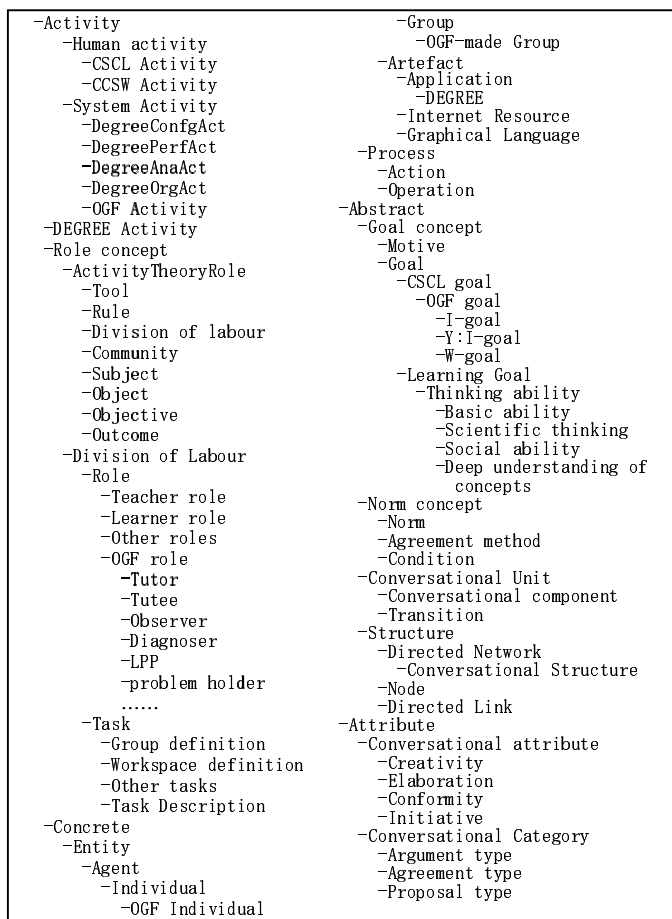 -Activity
-Human activity
-CSCL Activity
-CCSW Activity
-System Activity
-DegreeConfgAct
-DegreePerfAct
-DegreeAnaAct
-DegreeOrgAct
-OGF Activity
-DEGREE Activity
-Role concept
-ActivityTheoryRole
-Tool
-Rule
-Division of labour
-Community
-Subject
-Object
-Objective
-Outcome
-Division of Labour
-Role
-Teacher role
-Learner role
-Other roles
-OGF role
-Tutor
-Tutee
-Observer
-Diagnoser
-LPP
-problem holder
......
-Task
-Group definition
-Workspace definition
-Other tasks
-Task Description
-Concrete
-Entity
-Agent
-Individual
-OGF Individual
-Group
-OGF-made Group
-Artefact
-Application
-DEGREE
-Internet Resource
-Graphical Language
-Process
-Action
-Operation
-Abstract
-Goal concept
-Motive
-Goal
-CSCL goal
-OGF goal
-I-goal
-Y:I-goal
-W-goal
-Learning Goal
-Thinking ability
-Basic ability
-Scientific thinking
-Social ability
-Deep understanding of
concepts
-Norm concept
-Norm
-Agreement method
-Condition
-Conversational Unit
-Conversational component
-Transition
-Structure
-Directed Network
-Conversational Structure
-Node
-Directed Link
-Attribute
-Conversational attribute
-Creativity
-Elaboration
-Conformity
-Initiative
-Conversational Category
-Argument type
-Agreement type
-Proposal type